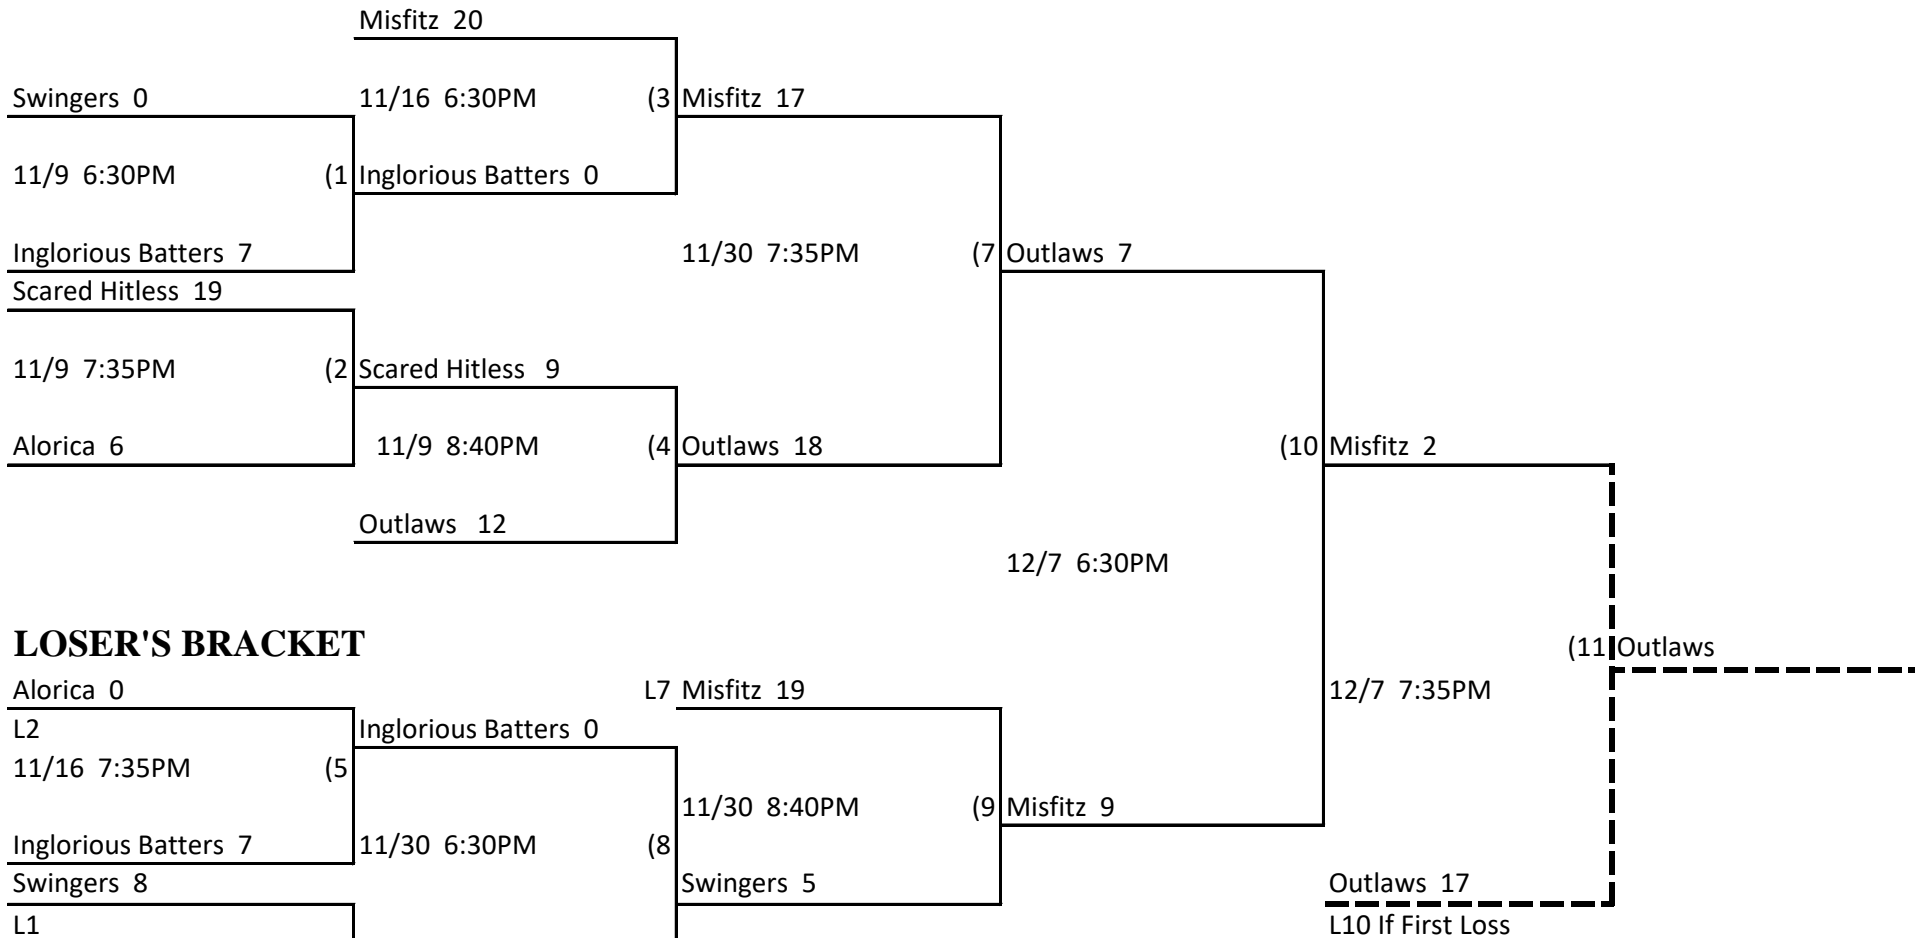 Misfitz 20
Swingers 0
11/16 6:30PM
(3
Misfitz 17
11/9 6:30PM
(1
Inglorious Batters 0
Inglorious Batters 7
11/30 7:35PM
(7
Outlaws 7
Scared Hitless 19
11/9 7:35PM
(2
Scared Hitless 9
Alorica 6
11/9 8:40PM
(4
Outlaws 18
(10
Misfitz 2
Outlaws 12
12/7 6:30PM
LOSER'S BRACKET
(11
Outlaws
Alorica 0
L7
Misfitz 19
12/7 7:35PM
L2
Inglorious Batters 0
11/16 7:35PM
(5
11/30 8:40PM
(9
Misfitz 9
Inglorious Batters 7
11/30 6:30PM
(8
Swingers 8
Swingers 5
Outlaws 17
L1
L10 If First Loss